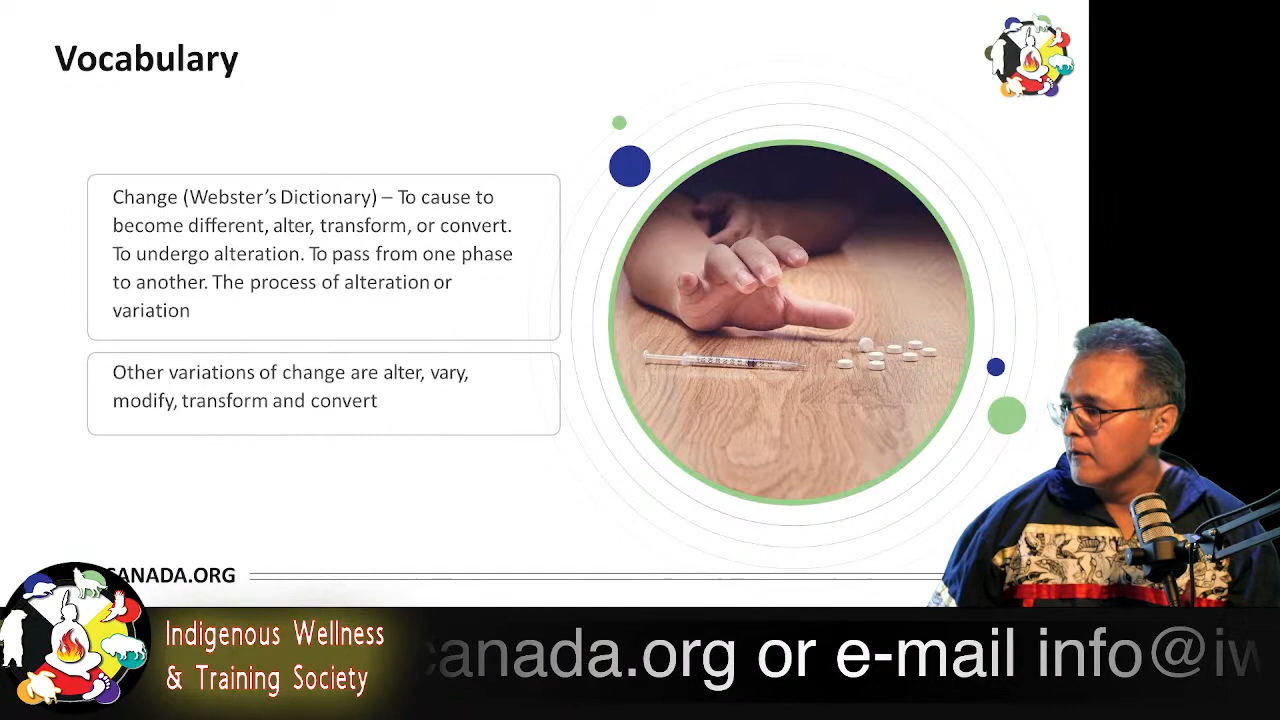 Vocabulary
Change (Webster’s Dictionary) – To cause to
become different, alter, transform, or convert.
To undergo alteration. To pass from one phase
to another. The process of alteration or
variation
Other variations of change are alter, vary,
modify, transform and convert
CANADA.ORG
Indigenous Wellness
& Training Society
canada.org or e-mail info@iw